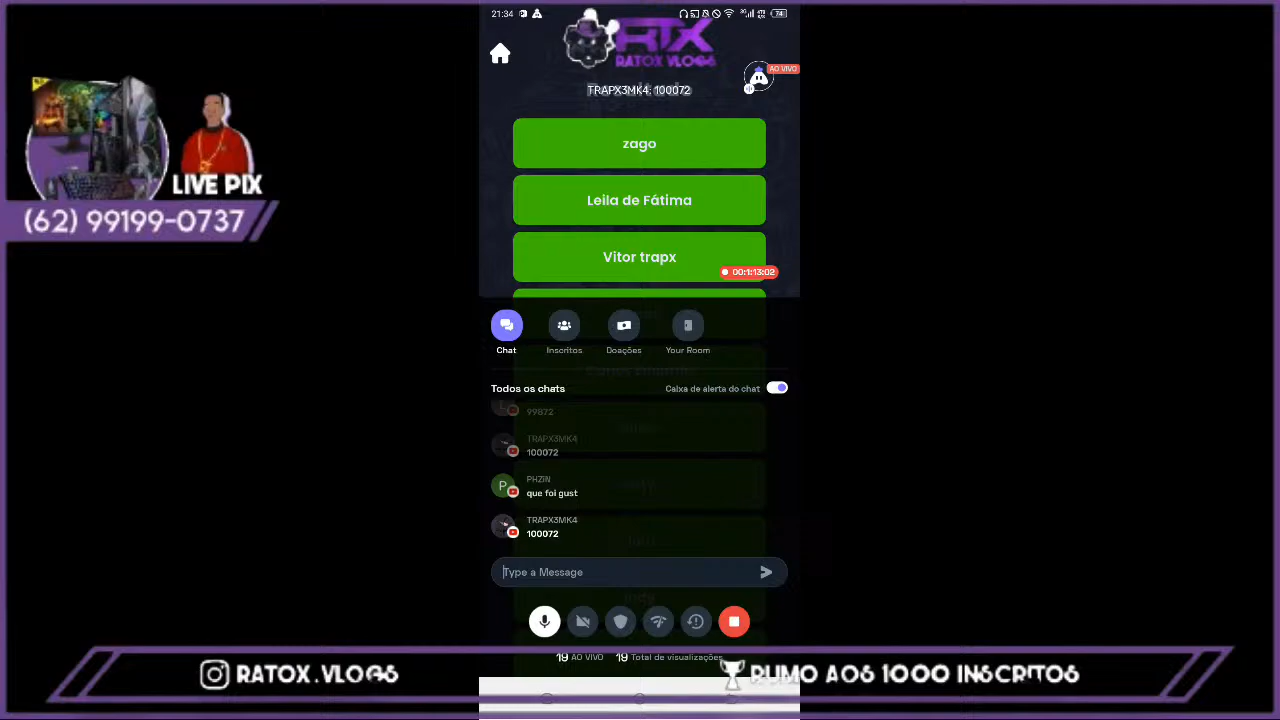 21:34
74
RTX
RATOX VLOGS
AO VIVO
TRAPX3MK4: 100072
LIVE PIX
(62) 99199-0737
zago
Leila de Fátima
Vitor trapx
00:1:13:02
Chat
Inscritos
Doações
Your Room
Todos os chats
Caixa de alerta do chat
99872
TRAPX3MK4
100072
P
PHZIN
que foi gust
TRAPX3MK4
100072
Type a Message
19 AO VIVO
19 Total de visualizações
RATOX.VLOGS
RUMO AOS 1000 INSCRITOS